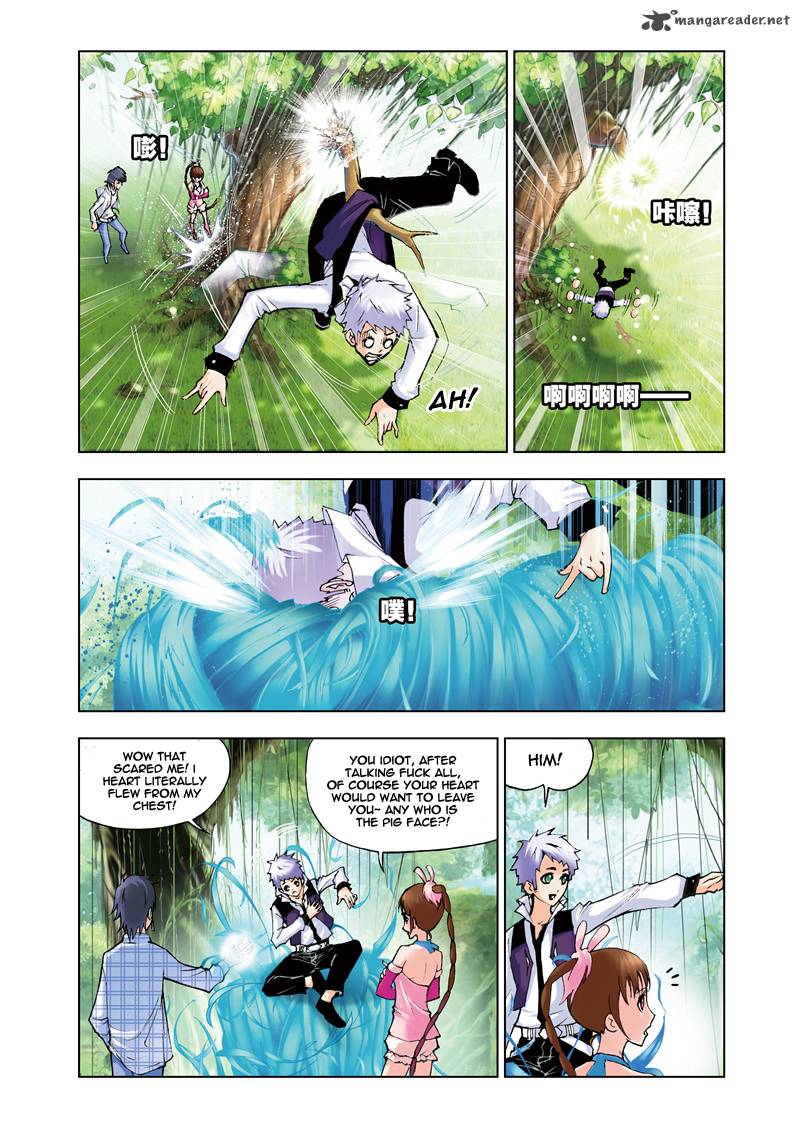 mangareader.net
嘭!
AH!
咔嚓!
啊啊啊啊——
噗!
WOW THAT
SCARED ME! I
HEART LITERALLY
FLEW FROM MY
CHEST!
YOU IDIOT, AFTER
TALKING FUCK ALL,
OF COURSE YOUR HEART
WOULD WANT TO LEAVE
YOU~ ANY WHO IS
THE PIG FACE?!
HIM!